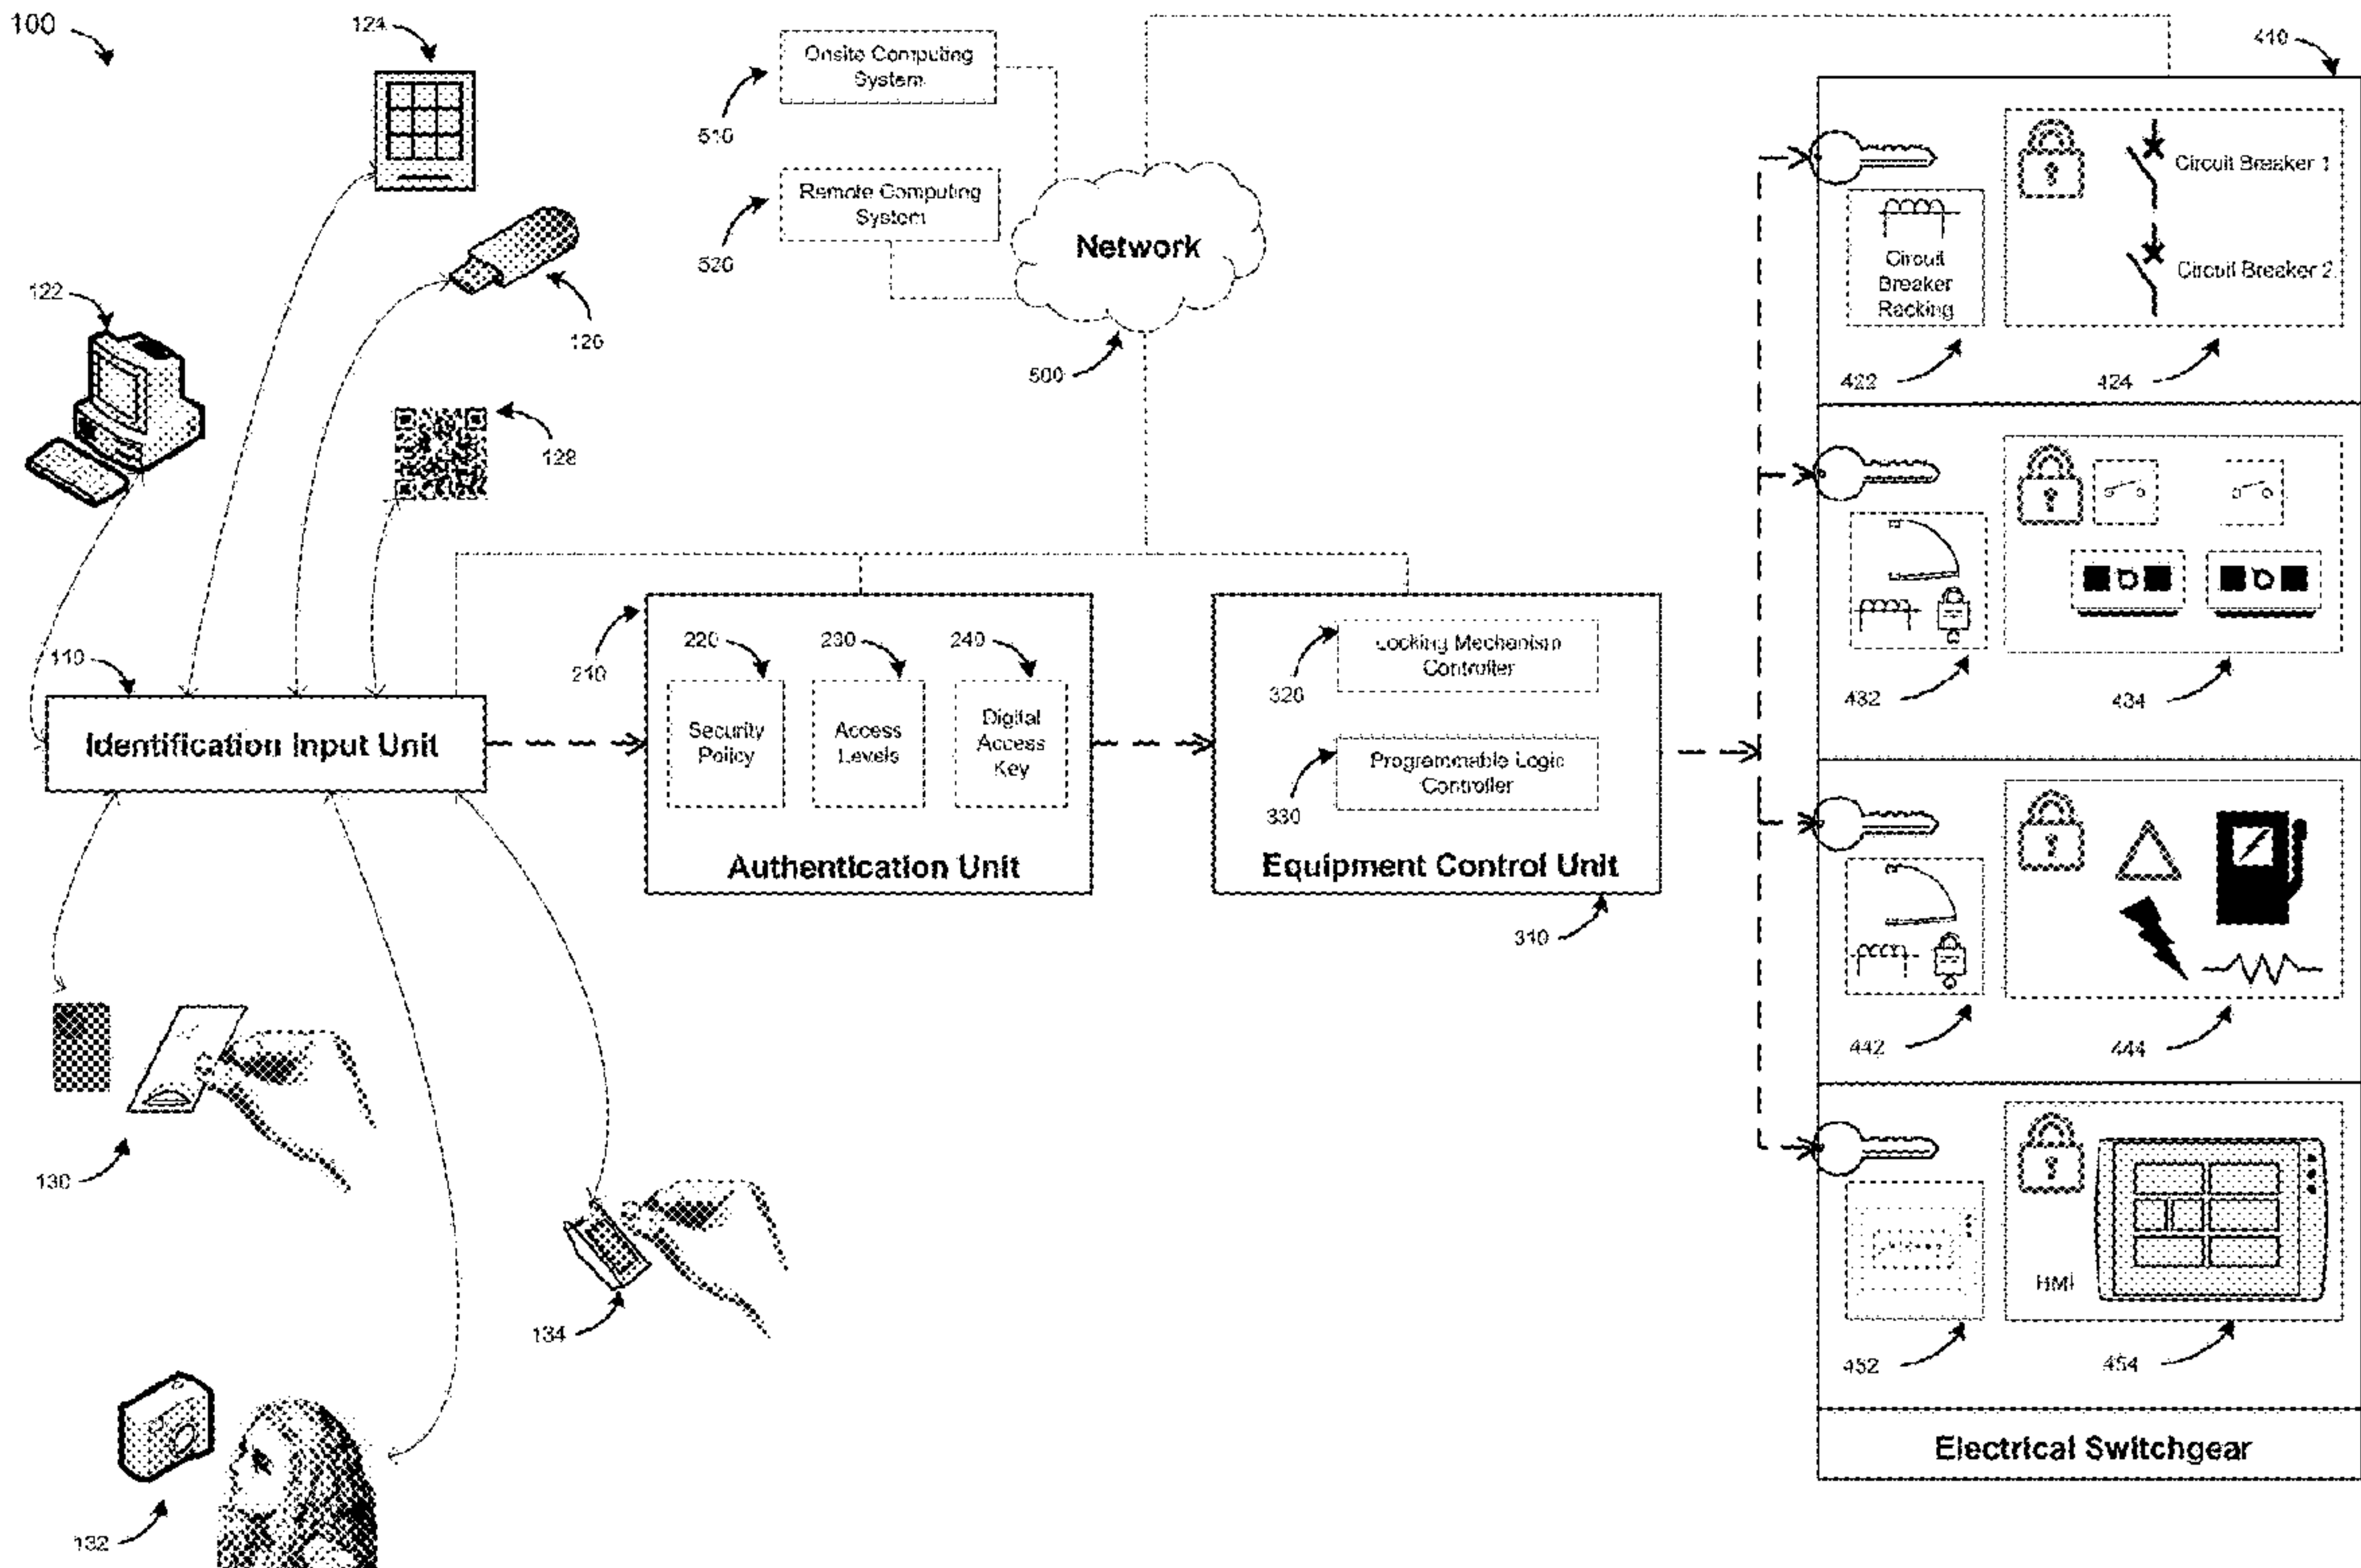 100
124
Onsite Computing
System
510
410
Remote Computing
System
520
Network
500
122
126
128
Circuit Breaker 1
Circuit Breaker 2
Circuit
Breaker
Racking
422
424
432
434
110
Identification Input Unit
210
220
230
240
Security
Policy
Access
Levels
Digital
Access
Key
Authentication Unit
320
Locking Mechanism
Controller
330
Programmable Logic
Controller
Equipment Control Unit
310
442
444
130
134
132
HMI
452
454
Electrical Switchgear